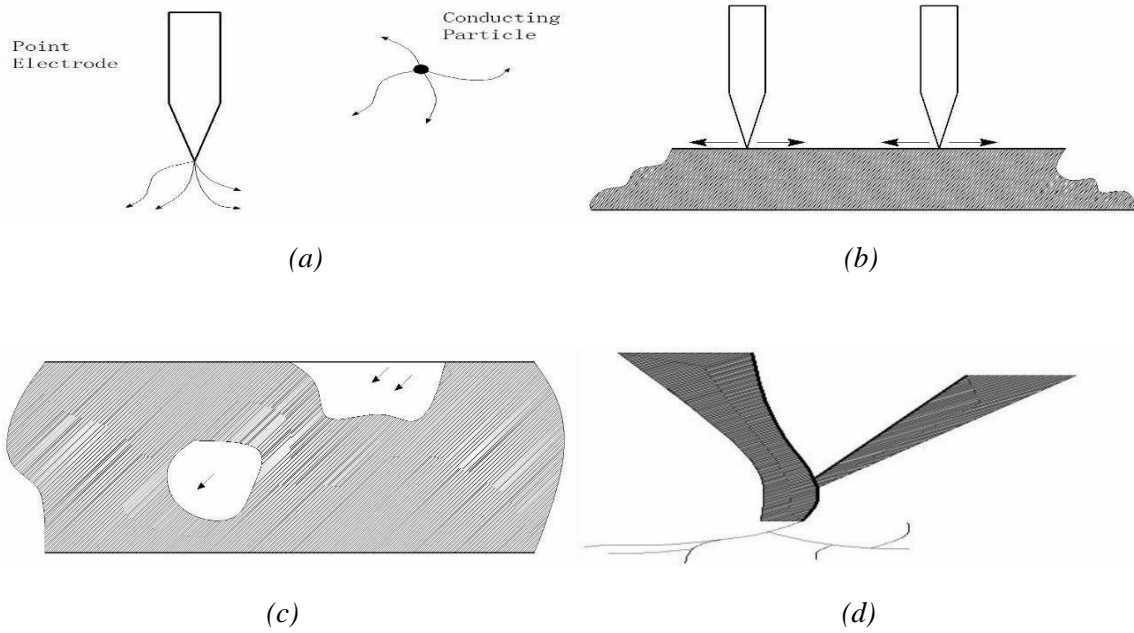 Point
Electrode
Conducting
Particle
(a)
(b)
(c)
(d)